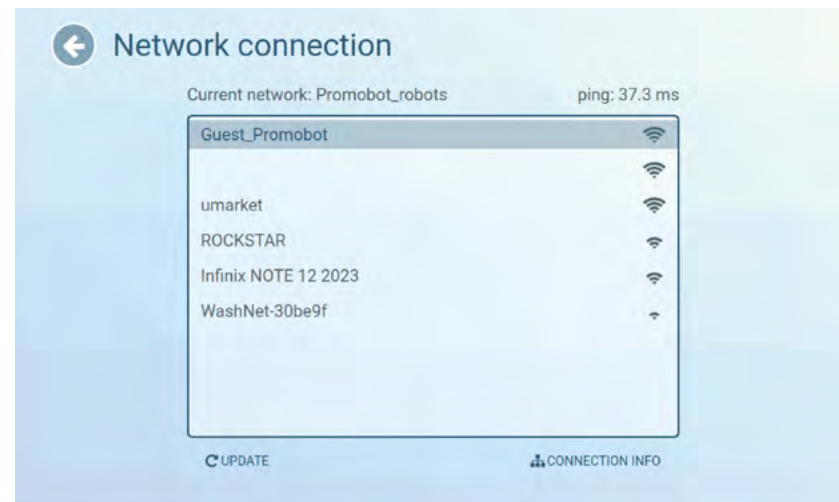 Network connection
Current network: Promobot_robots ping: 37.3 ms
Guest_Promobot
umarket
ROCKSTAR
Infinix NOTE 12 2023
WashNet-30be9f
UPDATE CONNECTION INFO